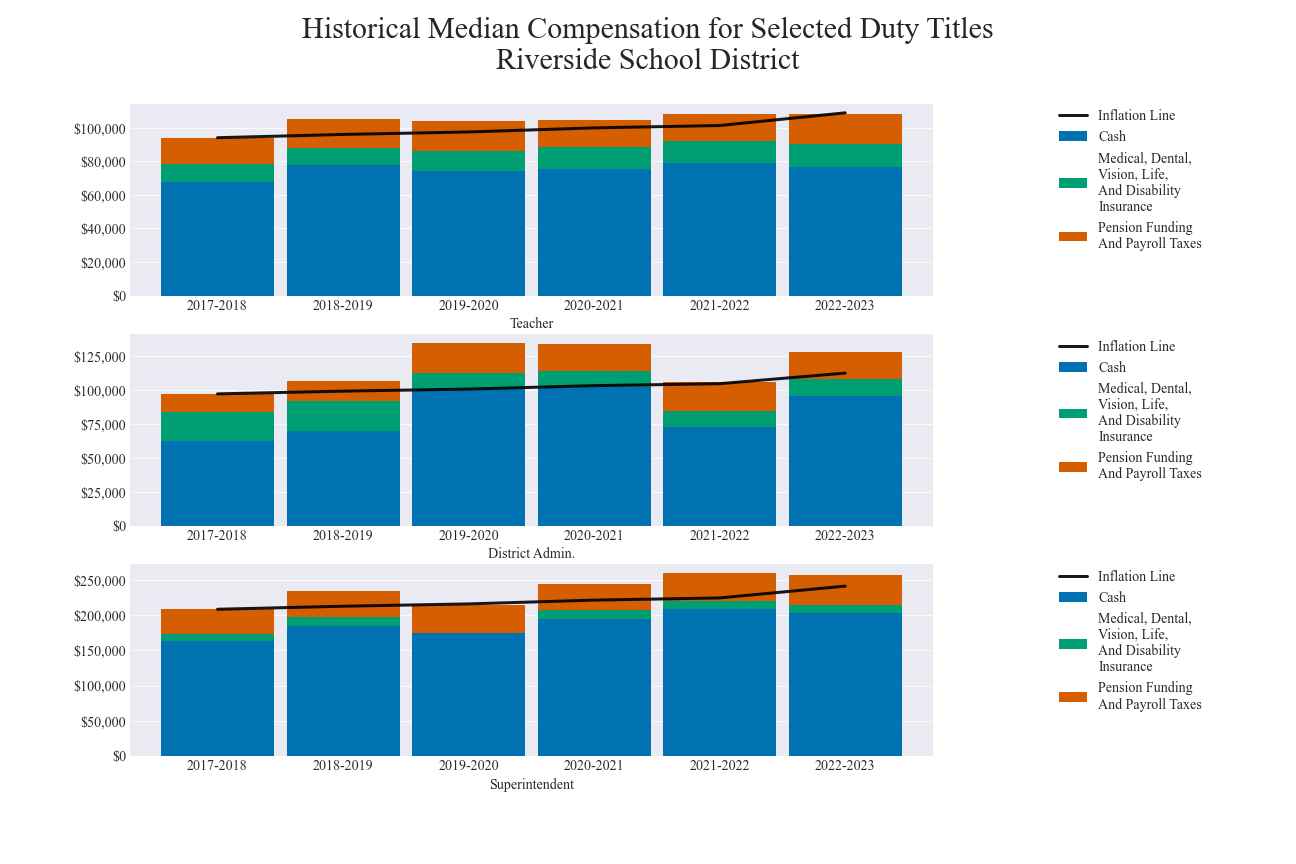 Historical Median Compensation for Selected Duty Titles
Riverside School District
$100,000
$80,000
$60,000
$40,000
$20,000
$0
2017-2018 2018-2019 2019-2020 2020-2021 2021-2022 2022-2023
Teacher
Inflation Line
Cash
Medical, Dental,
Vision, Life,
And Disability
Insurance
Pension Funding
And Payroll Taxes
$125,000
$100,000
$75,000
$50,000
$25,000
$0
2017-2018 2018-2019 2019-2020 2020-2021 2021-2022 2022-2023
District Admin.
Inflation Line
Cash
Medical, Dental,
Vision, Life,
And Disability
Insurance
Pension Funding
And Payroll Taxes
$250,000
$200,000
$150,000
$100,000
$50,000
$0
2017-2018 2018-2019 2019-2020 2020-2021 2021-2022 2022-2023
Superintendent
Inflation Line
Cash
Medical, Dental,
Vision, Life,
And Disability
Insurance
Pension Funding
And Payroll Taxes